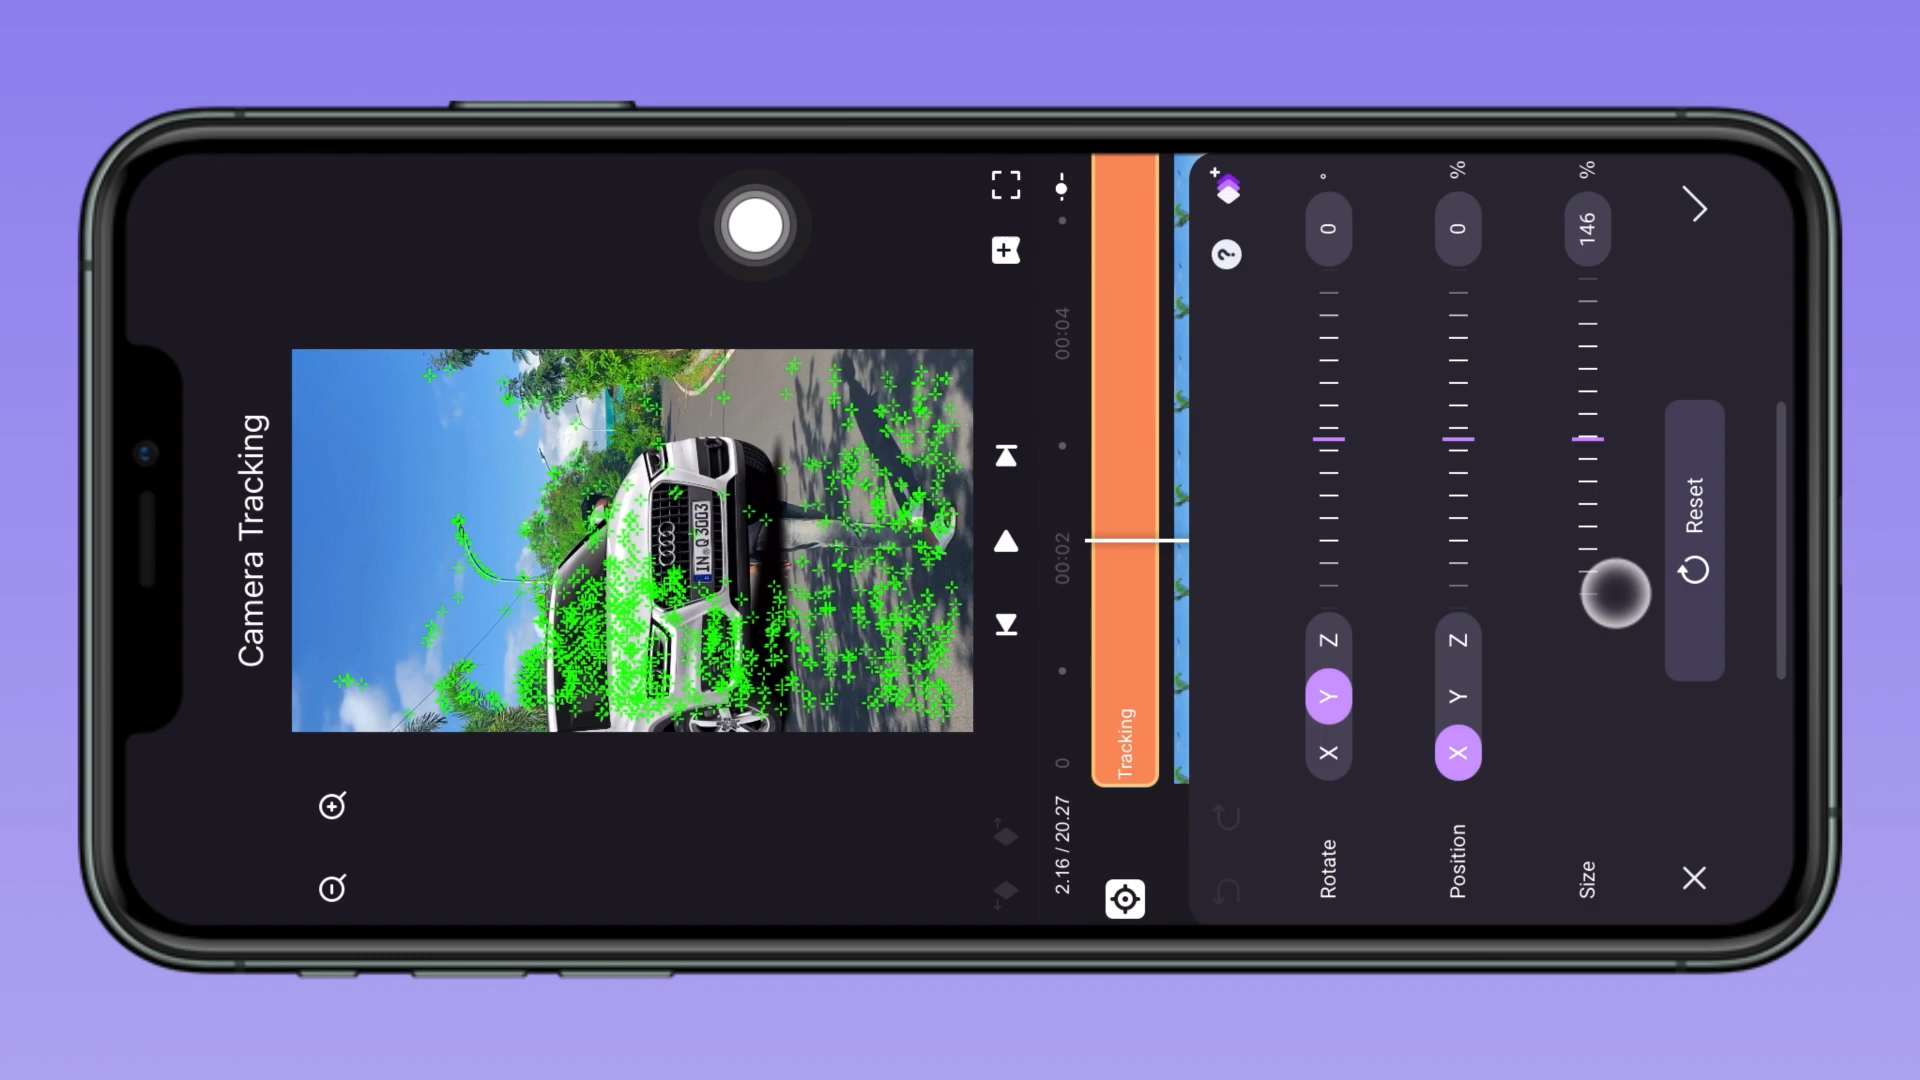 Camera Tracking
IN Q 3003
2.16 / 20.27
0
00:02
00:04
Tracking
?
Rotate
X Y Z
0 °
Position
X Y Z
0 %
Size
146 %
Reset